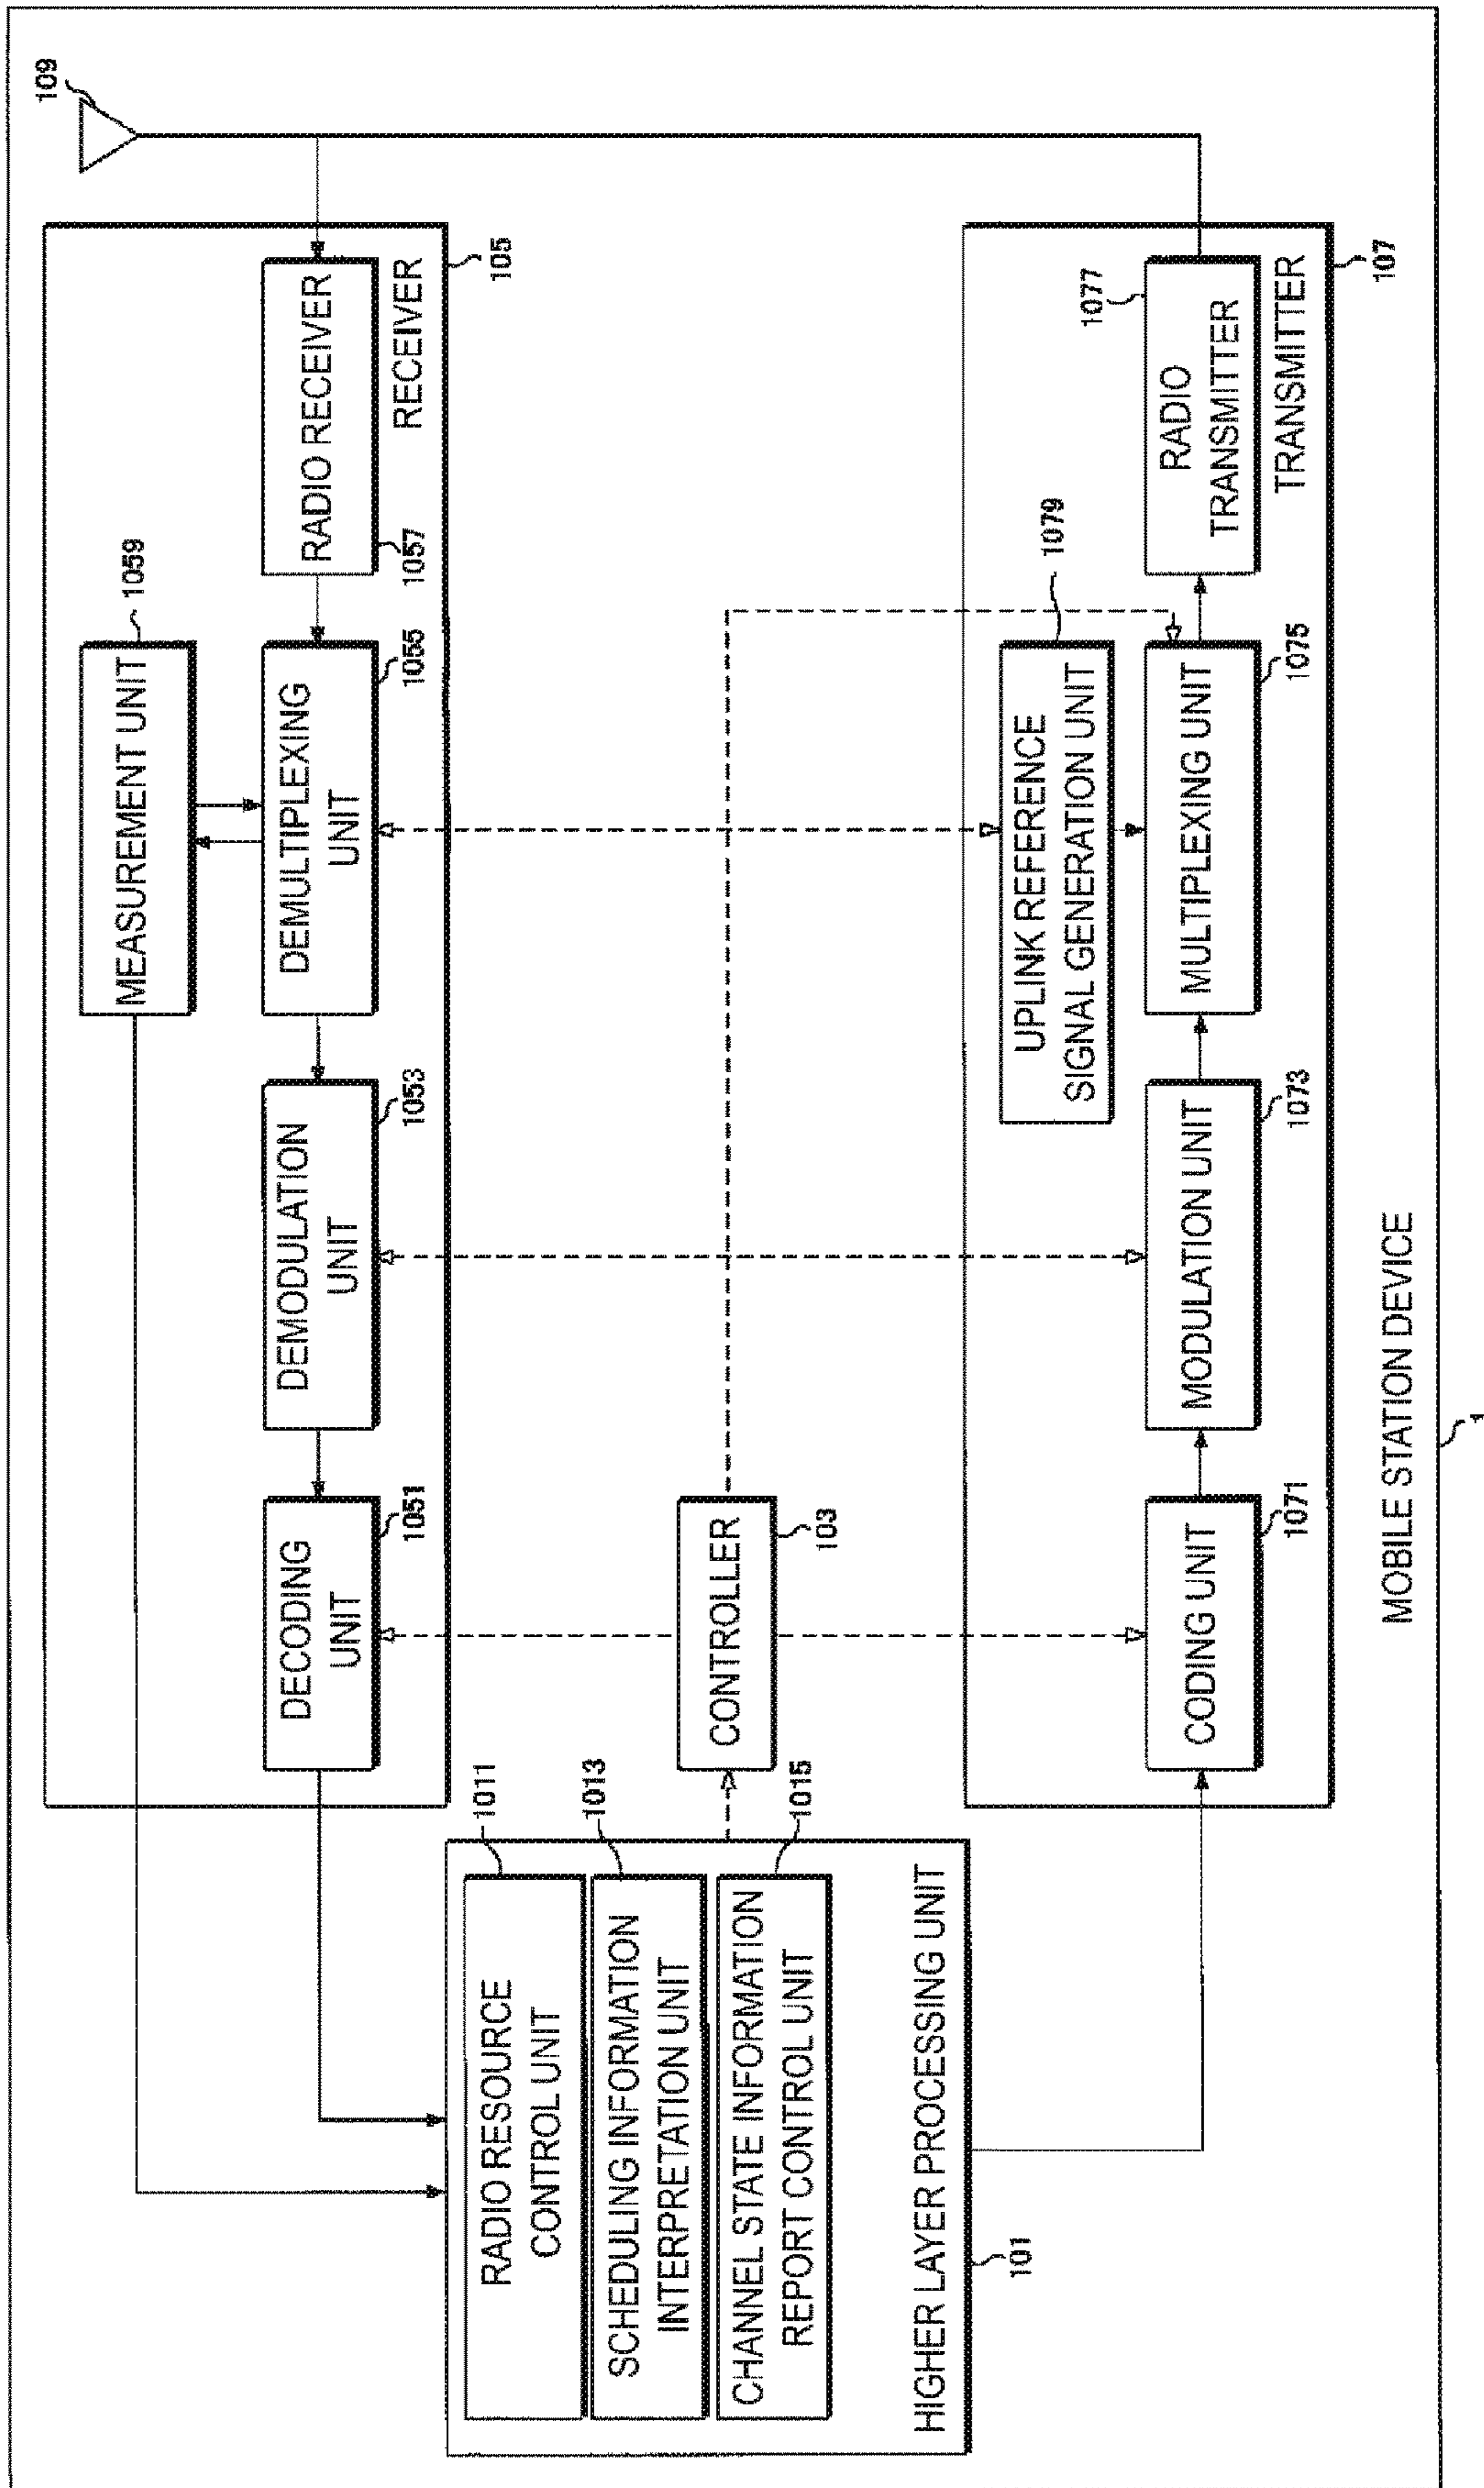 109
MEASUREMENT UNIT
1059
DECODING
UNIT
1051
DEMODULATION
UNIT
1053
DEMULTIPLEXING
UNIT
1055
RADIO RECEIVER
1057
RECEIVER
105
1011
RADIO RESOURCE
CONTROL UNIT
1013
SCHEDULING INFORMATION
INTERPRETATION UNIT
1015
CHANNEL STATE INFORMATION
REPORT CONTROL UNIT
HIGHER LAYER PROCESSING UNIT
101
CONTROLLER
103
UPLINK REFERENCE
SIGNAL GENERATION UNIT
1079
CODING UNIT
1071
MODULATION UNIT
1073
MULTIPLEXING UNIT
1075
RADIO
TRANSMITTER
1077
TRANSMITTER
107
MOBILE STATION DEVICE
1